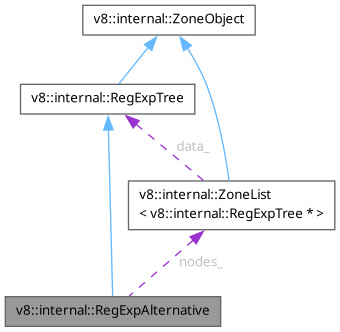 v8::internal::ZoneObject
v8::internal::RegExpTree
data_
v8::internal::ZoneList
< v8::internal::RegExpTree * >
nodes_
v8::internal::RegExpAlternative